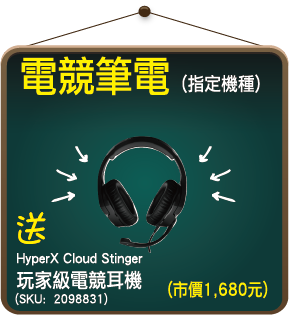 電競筆電 (指定機種)
送
HyperX Cloud Stinger
玩家級電競耳機
(SKU: 2098831)
(市價1,680元)